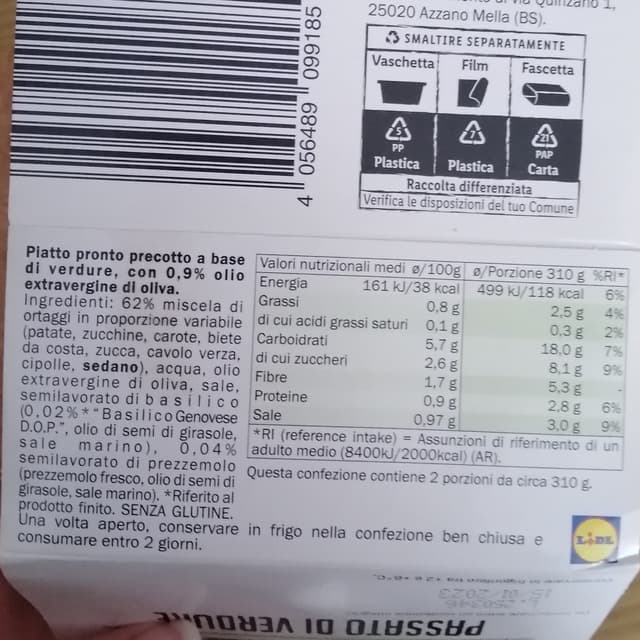 25020 Azzano Mella (BS).
SMALTIRE SEPARATAMENTE
Vaschetta Film Fascetta
5 7 21
PP PAP
Plastica Plastica Carta
Raccolta differenziata
Verifica le disposizioni del tuo Comune
4 056489 099185
Piatto pronto precotto a base
di verdure, con 0,9% olio
extravergine di oliva.
Ingredienti: 62% miscela di
ortaggi in proporzione variabile
(patate, zucchine, carote, biete
da costa, zucca, cavolo verza,
cipolle, sedano), acqua, olio
extravergine di oliva, sale,
semilavorato di basilico
(0,02%*"Basilico Genovese
D.O.P.", olio di semi di girasole,
sale marino), 0,04%
semilavorato di prezzemolo
(prezzemolo fresco, olio di semi di
girasole, sale marino). *Riferito al
prodotto finito. SENZA GLUTINE.
Una volta aperto, conservare in frigo nella confezione ben chiusa e
consumare entro 2 giorni.
Valori nutrizionali medi ø/100g ø/Porzione 310 g %RI*
Energia 161 kJ/38 kcal 499 kJ/118 kcal 6%
Grassi 0,8 g 2,5 g 4%
di cui acidi grassi saturi 0,1 g 0,3 g 2%
Carboidrati 5,7 g 18,0 g 7%
di cui zuccheri 2,6 g 8,1 g 9%
Fibre 1,7 g 5,3 g
Proteine 0,9 g 2,8 g 6%
Sale 0,97 g 3,0 g 9%
*RI (reference intake) = Assunzioni di riferimento di un
adulto medio (8400kJ/2000kcal) (AR).
Questa confezione contiene 2 porzioni da circa 310 g.
LIDL
15/01/2023
L. 250346
PASSATO DI VERDURE